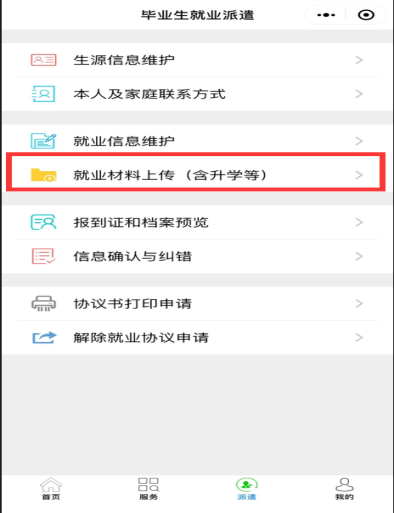 毕业生就业派遣
生源信息维护
本人及家庭联系方式
就业信息维护
就业材料上传（含升学等）
报到证和档案预览
信息确认与纠错
协议书打印申请
解除就业协议申请
首页 服务 派遣 我的